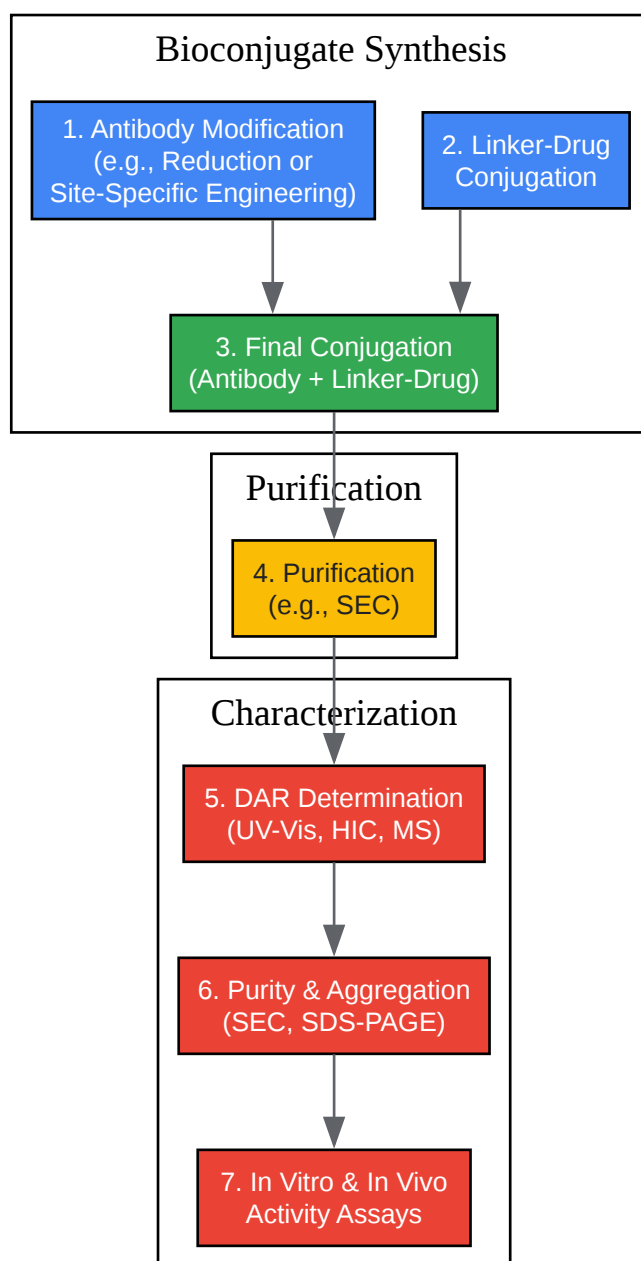 Bioconjugate Synthesis
1. Antibody Modification
(e.g., Reduction or
Site-Specific Engineering)
2. Linker-Drug
Conjugation
3. Final Conjugation
(Antibody + Linker-Drug)
Purification
4. Purification
(e.g., SEC)
Characterization
5. DAR Determination
(UV-Vis, HIC, MS)
6. Purity & Aggregation
(SEC, SDS-PAGE)
7. In Vitro & In Vivo
Activity Assays